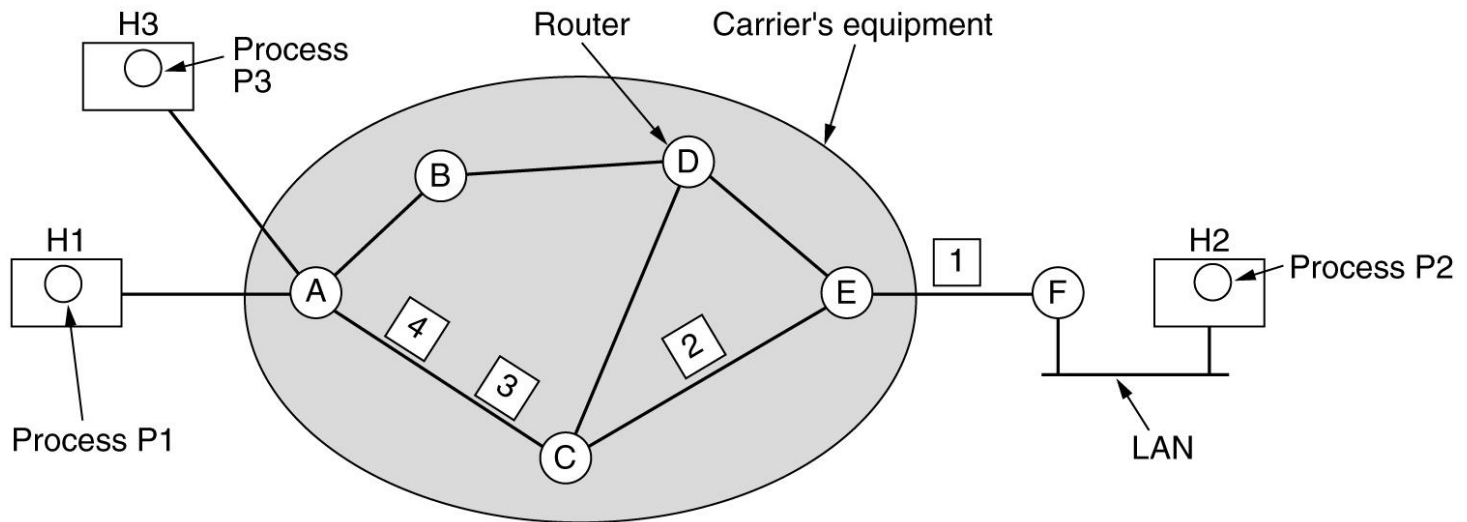 H3
Process
P3
Router
Carrier's equipment
B
D
H1
A
4
3
2
C
E
1
F
H2
Process P2
Process P1
LAN